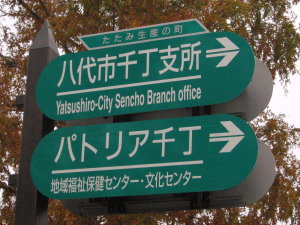 たたみ生産の町
八代市千丁支所
Yatsushiro-City Sencho Branch office
パトリア千丁
地域福祉保健センター・文化センター